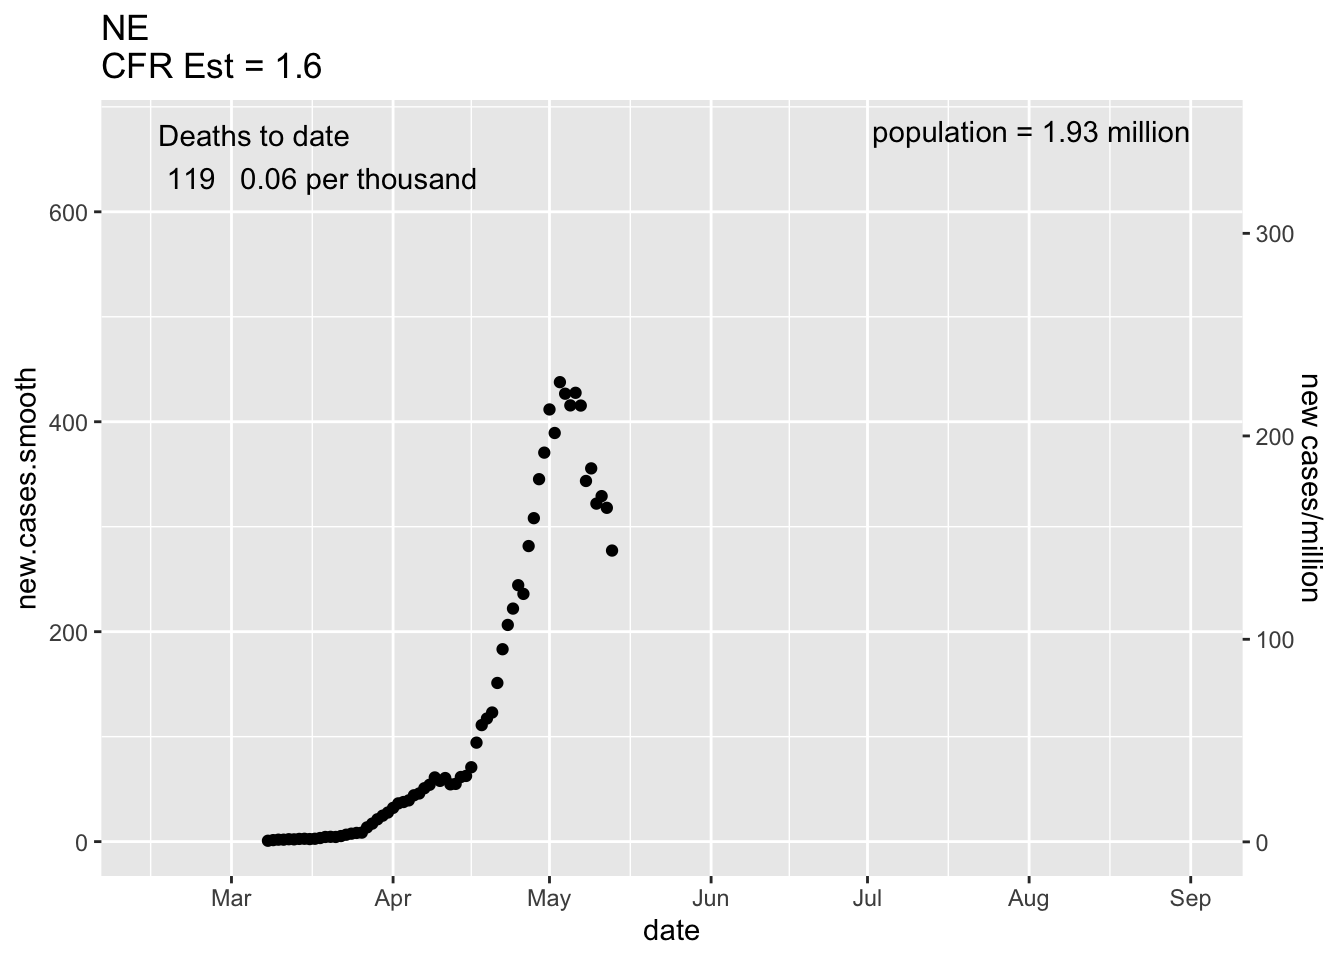 NE
CFR Est = 1.6
Deaths to date
119 0.06 per thousand
population = 1.93 million
new.cases.smooth
600
400
200
0
300
200
100
0
new cases/million
Mar Apr May Jun Jul Aug Sep
date